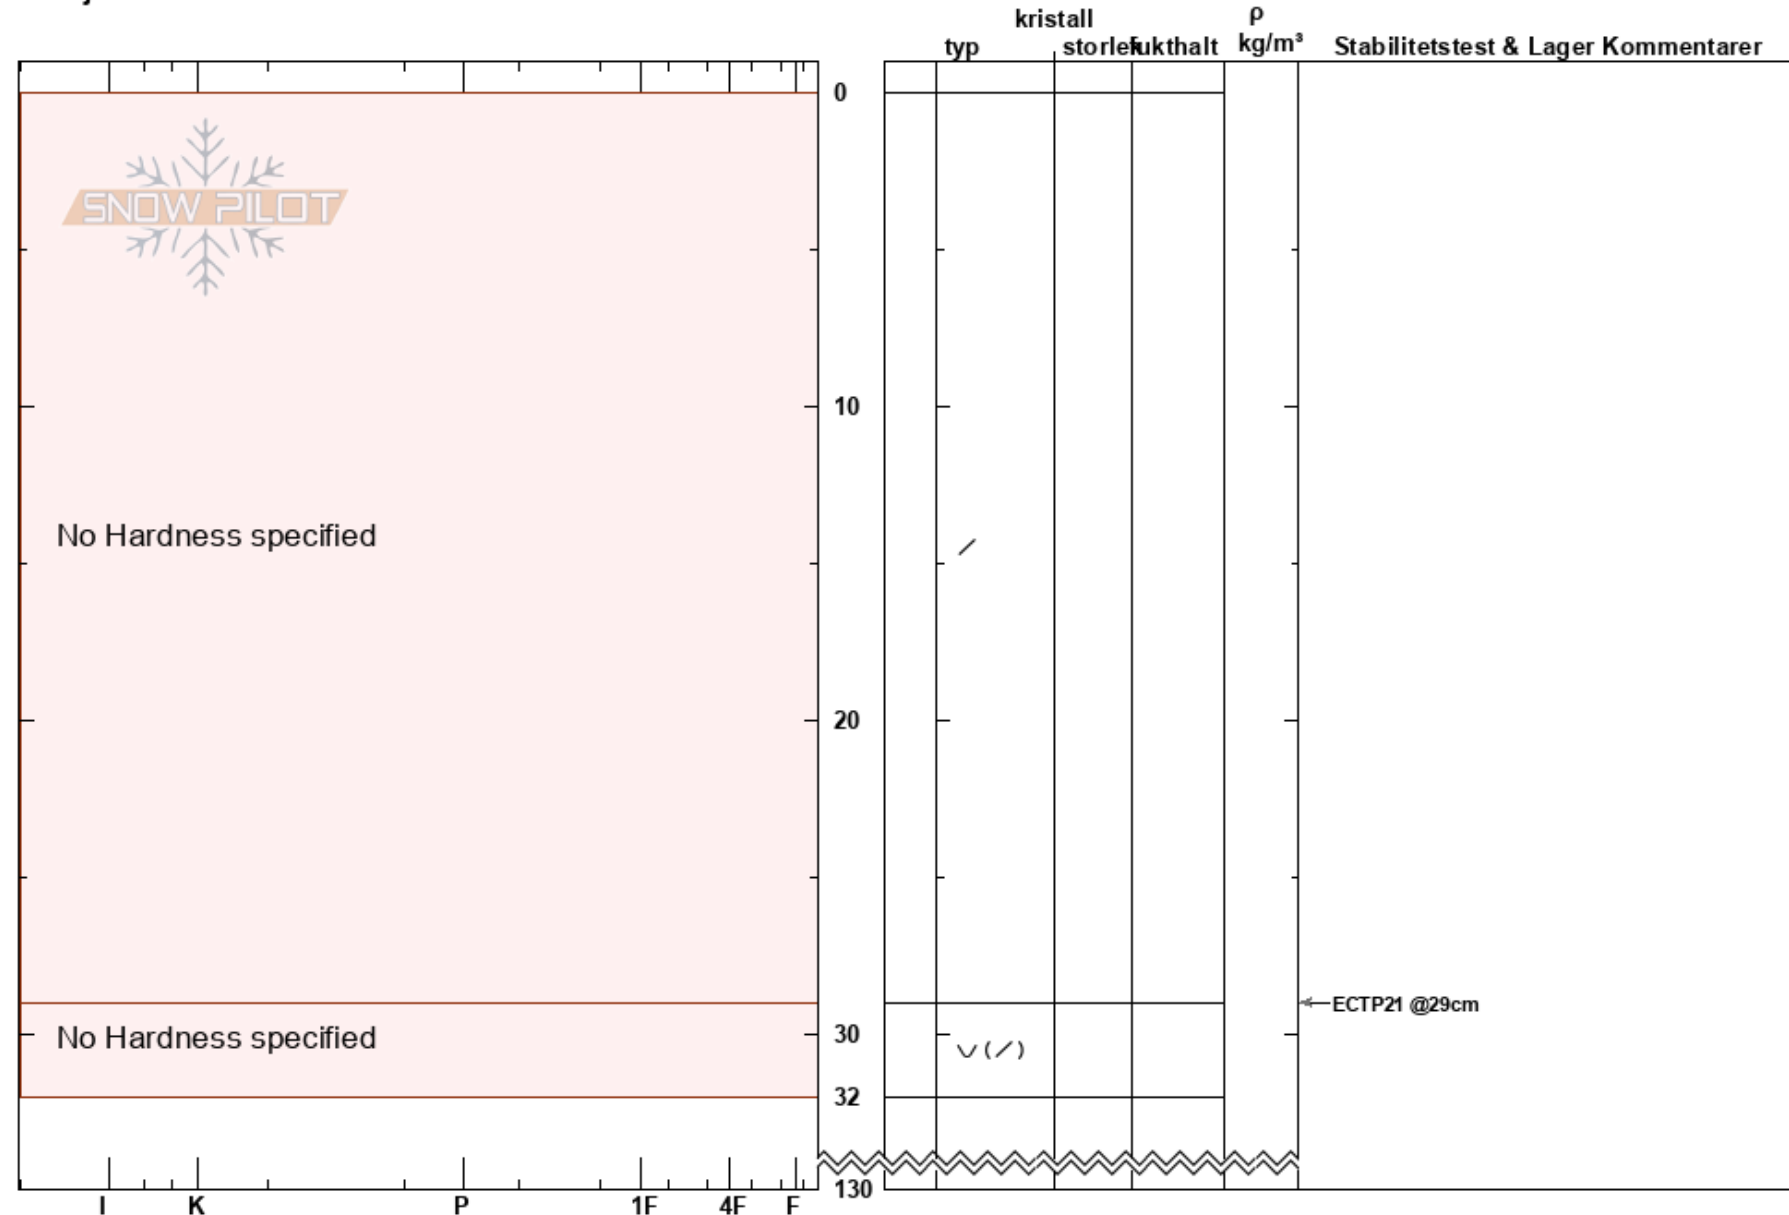 kristall
ρ
typ
storlek
fukthalt
kg/m³
Stabilitetstest & Lager Kommentarer
0
SNOW PILOT
10
No Hardness specified
20
ECTP21 @29cm
No Hardness specified
30
(
)
32
130
I K P 1F 4F F